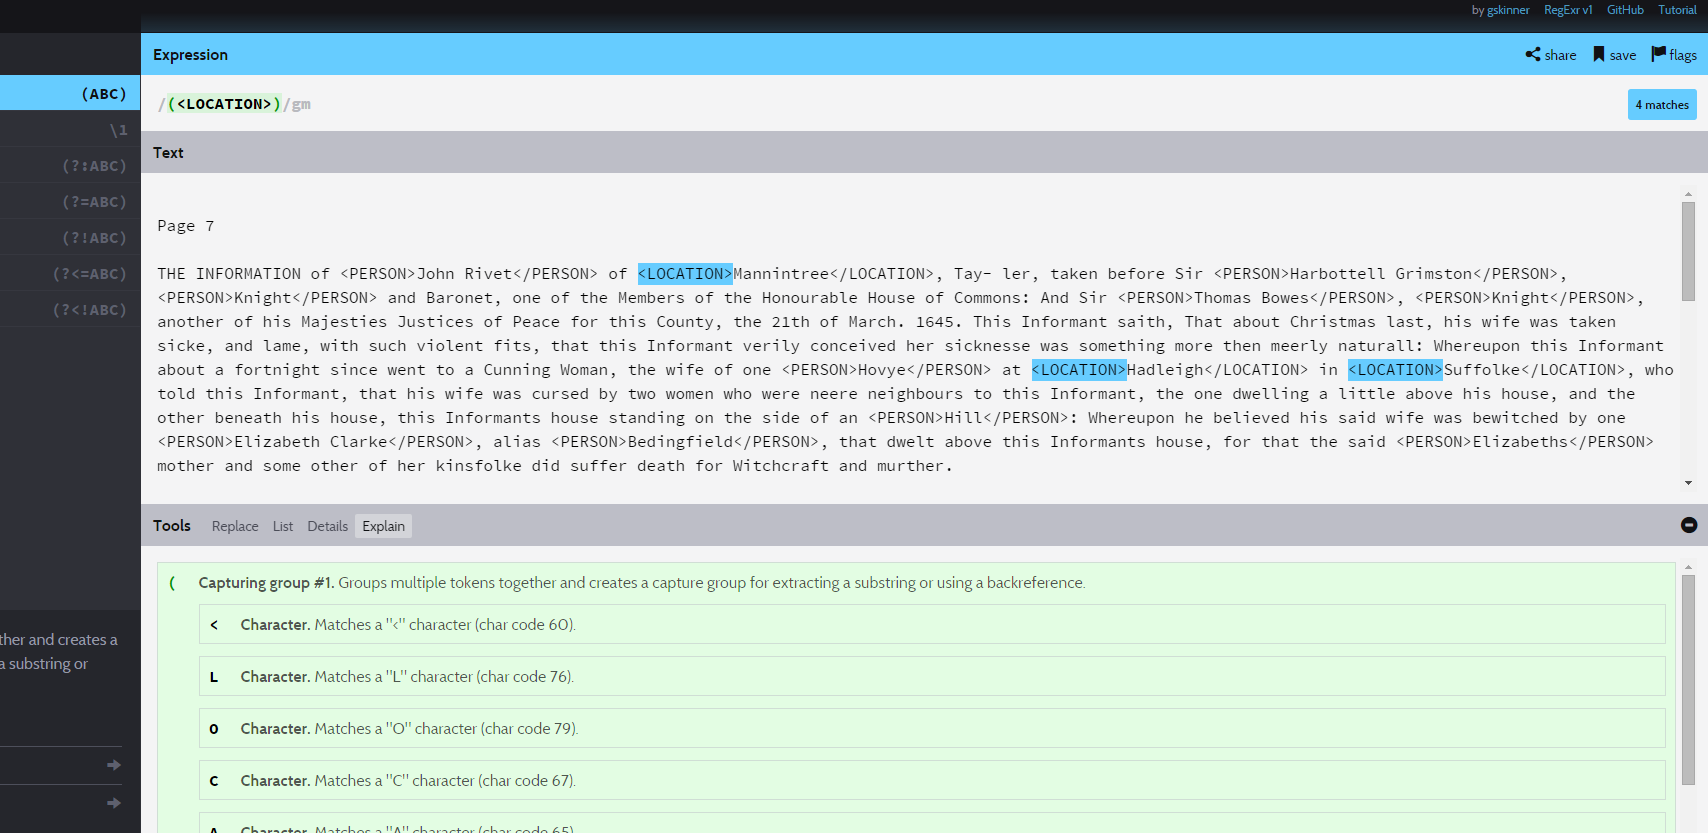 by gskinner RegExr v1 GitHub Tutorial
Expression share save flags
(ABC)
\1
(?:ABC)
(?=ABC)
(?!ABC)
(?<=ABC)
(?<!ABC)
ther and creates a
a substring or
/(<LOCATION>)/gm 4 matches
Text
Page 7
THE INFORMATION of <PERSON>John Rivet</PERSON> of <LOCATION>Mannintree</LOCATION>, Tay- ler, taken before Sir <PERSON>Harbottell Grimston</PERSON>,
<PERSON>Knight</PERSON> and Baronet, one of the Members of the Honourable House of Commons: And Sir <PERSON>Thomas Bowes</PERSON>, <PERSON>Knight</PERSON>,
another of his Majesties Justices of Peace for this County, the 21th of March. 1645. This Informant saith, That about Christmas last, his wife was taken
sicke, and lame, with such violent fits, that this Informant verily conceived her sicknesse was something more then meerly naturall: Whereupon this Informant
about a fortnight since went to a Cunning Woman, the wife of one <PERSON>Hovye</PERSON> at <LOCATION>Hadleigh</LOCATION> in <LOCATION>Suffolke</LOCATION>, who
told this Informant, that his wife was cursed by two women who were neere neighbours to this Informant, the one dwelling a little above his house, and the
other beneath his house, this Informants house standing on the side of an <PERSON>Hill</PERSON>: Whereupon he believed his said wife was bewitched by one
<PERSON>Elizabeth Clarke</PERSON>, alias <PERSON>Bedingfield</PERSON>, that dwelt above this Informants house, for that the said <PERSON>Elizabeths</PERSON>
mother and some other of her kinsfolke did suffer death for Witchcraft and murther.
Tools Replace List Details Explain
( Capturing group #1. Groups multiple tokens together and creates a capture group for extracting a substring or using a backreference.
< Character. Matches a "<" character (char code 60).
L Character. Matches a "L" character (char code 76).
O Character. Matches a "O" character (char code 79).
C Character. Matches a "C" character (char code 67).
A Character. Matches a "A" character (char code 65).